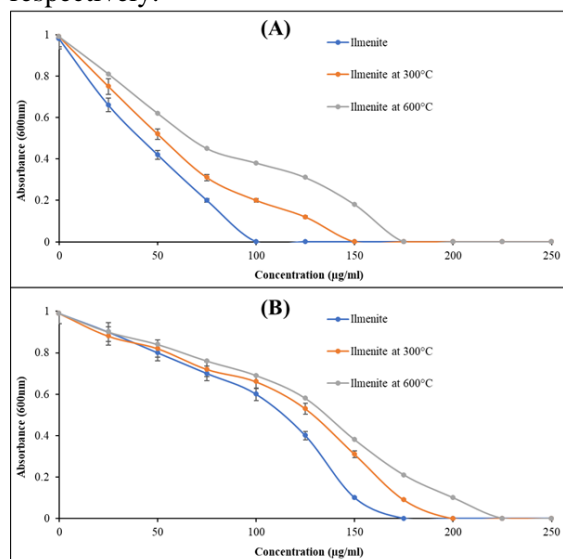 respectively.
(A)
Ilmenite
Ilmenite at 300°C
Ilmenite at 600°C
1
0.8
0.6
0.4
0.2
0
Absorbance (600nm)
0 50 100 150 200 250
Concentration (µg/ml)
(B)
Ilmenite
Ilmenite at 300°C
Ilmenite at 600°C
1
0.8
0.6
0.4
0.2
0
Absorbance (600nm)
0 50 100 150 200 250
Concentration (µg/ml)